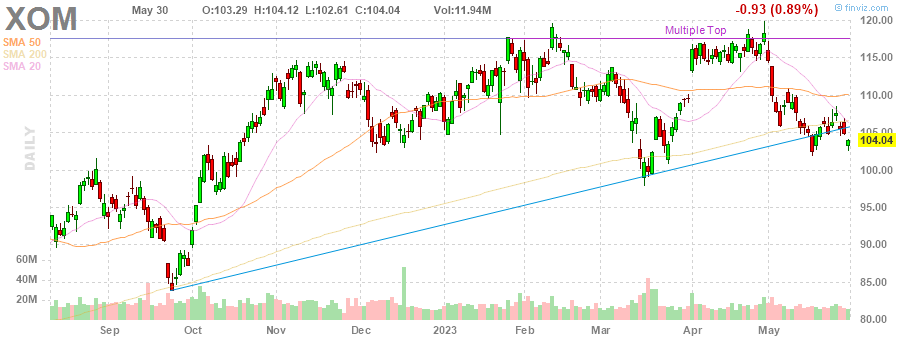 XOM May 30 O:103.29 H:104.12 L:102.61 C:104.04 Vol:11.94M -0.93 (0.89%)
© finviz.com
SMA 50
SMA 200
SMA 20
Multiple Top
DAILY
120.00
115.00
110.00
105.00
104.04
100.00
95.00
90.00
85.00
80.00
60M
40M
20M
Sep Oct Nov Dec 2023 Feb Mar Apr May